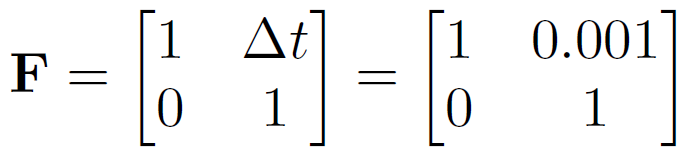 F = [1 Δt; 0 1] = [1 0.001; 0 1]